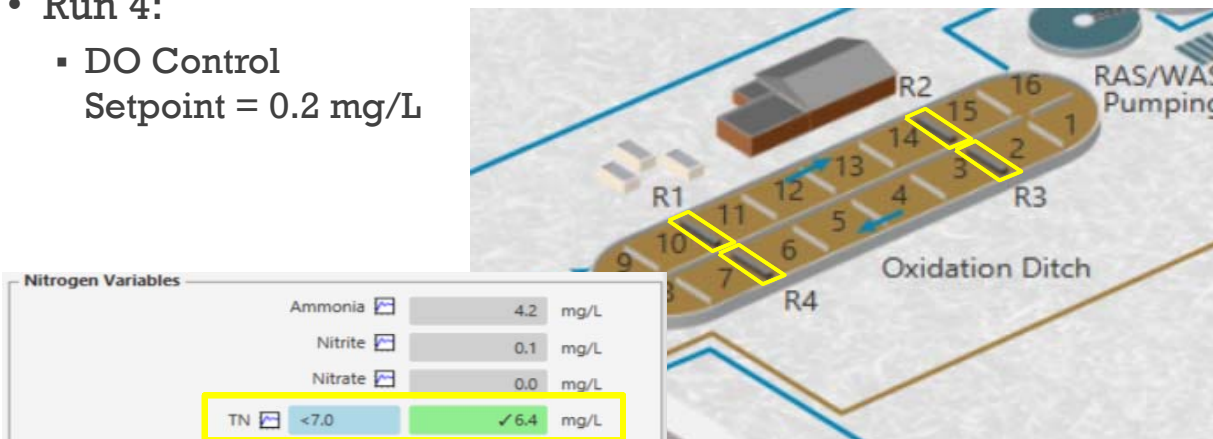 • Run 4:
▪ DO Control
Setpoint = 0.2 mg/L
R2
16
RAS/WAS
Pumping
15
14
1
2
13
3
R1
12
4
R3
11
5
10
6
9
7
8
Oxidation Ditch
R4
Nitrogen Variables
Ammonia 4.2 mg/L
Nitrite 0.1 mg/L
Nitrate 0.0 mg/L
TN <7.0 ✓6.4 mg/L